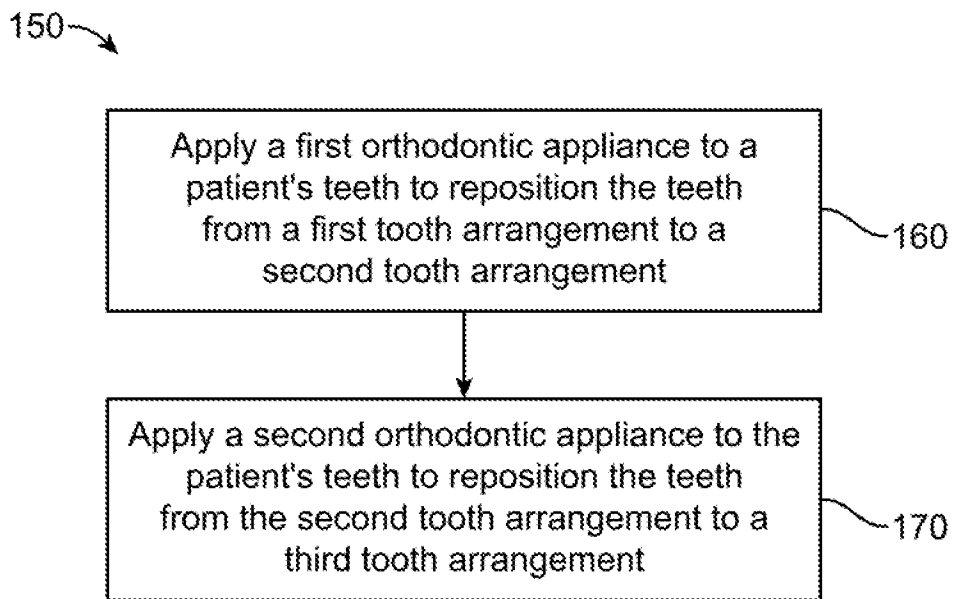 150
Apply a first orthodontic appliance to a
patient's teeth to reposition the teeth
from a first tooth arrangement to a
second tooth arrangement
160
Apply a second orthodontic appliance to the
patient's teeth to reposition the teeth
from the second tooth arrangement to a
third tooth arrangement
170